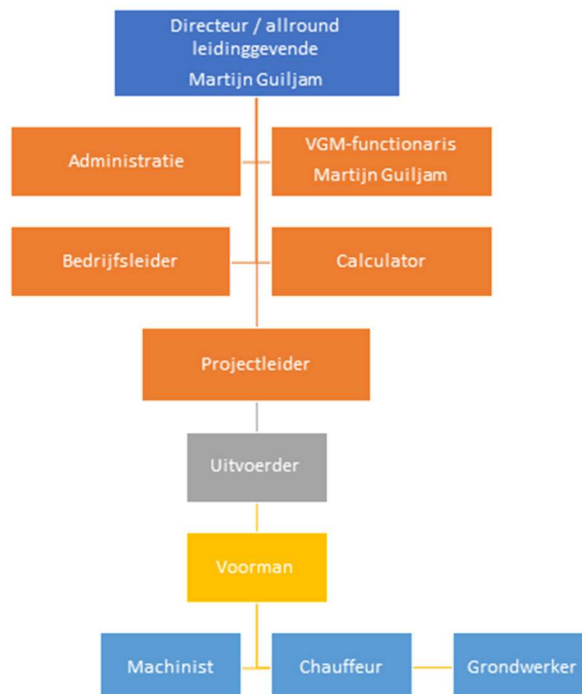 Directeur / allround
leidinggevende
Martijn Guiljam
Administratie
VGM-functionaris
Martijn Guiljam
Bedrijfsleider
Calculator
Projectleider
Uitvoerder
Voorman
Machinist
Chauffeur
Grondwerker